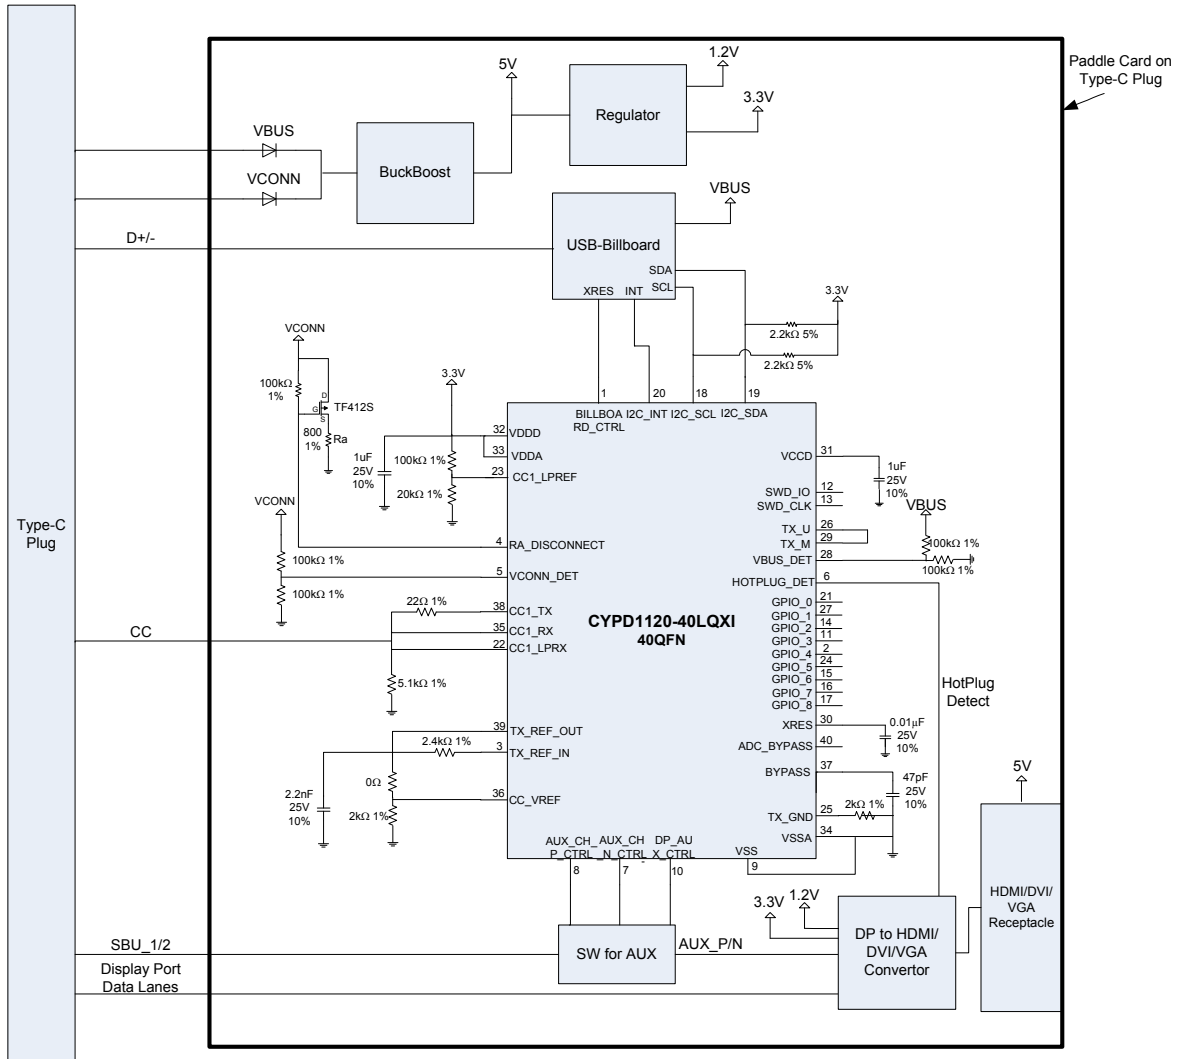 Paddle Card on
Type-C Plug
1.2V
5V
3.3V
Regulator
VBUS
BuckBoost
VCONN
VBUS
D+/-
USB-Billboard
SDA
SCL
XRES INT
3.3V
2.2kΩ 5%
2.2kΩ 5%
VCONN
100kΩ
1%
D
G
S
TF412S
800
1%
Ra
3.3V
1uF
25V
10%
100kΩ 1%
20kΩ 1%
1
20
18
19
BILLBOA
RD_CTRL
I2C_INT
I2C_SCL
I2C_SDA
32
VDDD
33
VDDA
23
CC1_LPREF
VCONN
100kΩ 1%
100kΩ 1%
4
RA_DISCONNECT
5
VCONN_DET
22Ω 1%
38
CC1_TX
35
CC1_RX
22
CC1_LPRX
CC
5.1kΩ 1%
39
TX_REF_OUT
2.4kΩ 1%
3
TX_REF_IN
0Ω
2.2nF
25V
10%
2kΩ 1%
36
CC_VREF
CYPD1120-40LQXI
40QFN
VCCD
31
1uF
25V
10%
SWD_IO
12
SWD_CLK
13
VBUS
TX_U
26
TX_M
29
VBUS_DET
28
100kΩ 1%
100kΩ 1%
HOTPLUG_DET
6
GPIO_0
21
GPIO_1
27
GPIO_2
14
GPIO_3
11
GPIO_4
2
GPIO_5
24
GPIO_6
15
GPIO_7
16
GPIO_8
17
HotPlug
Detect
XRES
30
0.01µF
25V
10%
ADC_BYPASS
40
BYPASS
37
47pF
25V
10%
TX_GND
25
2kΩ 1%
VSSA
34
VSS
9
AUX_CH_
P_CTRL
AUX_CH
_N_CTRL
DP_AU
X_CTRL
8
7
10
5V
HDMI/DVI/
VGA
Receptacle
3.3V
1.2V
DP to HDMI/
DVI/VGA
Convertor
SW for AUX
AUX_P/N
SBU_1/2
Display Port
Data Lanes
Type-C
Plug